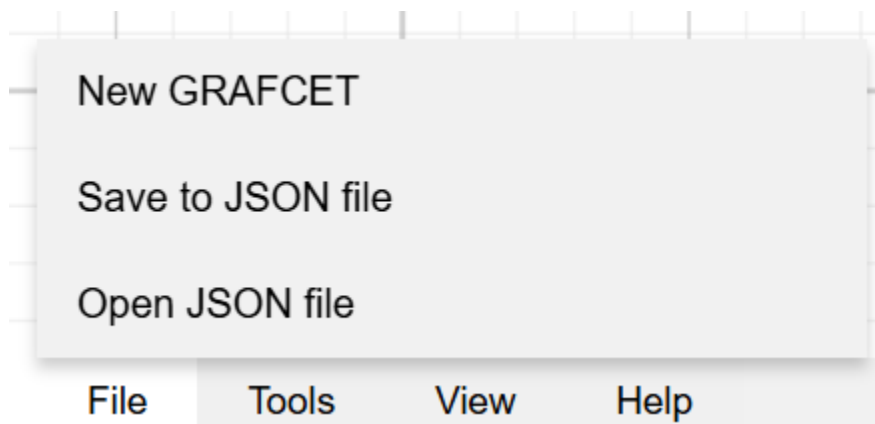 New GRAFCET
Save to JSON file
Open JSON file
File Tools View Help